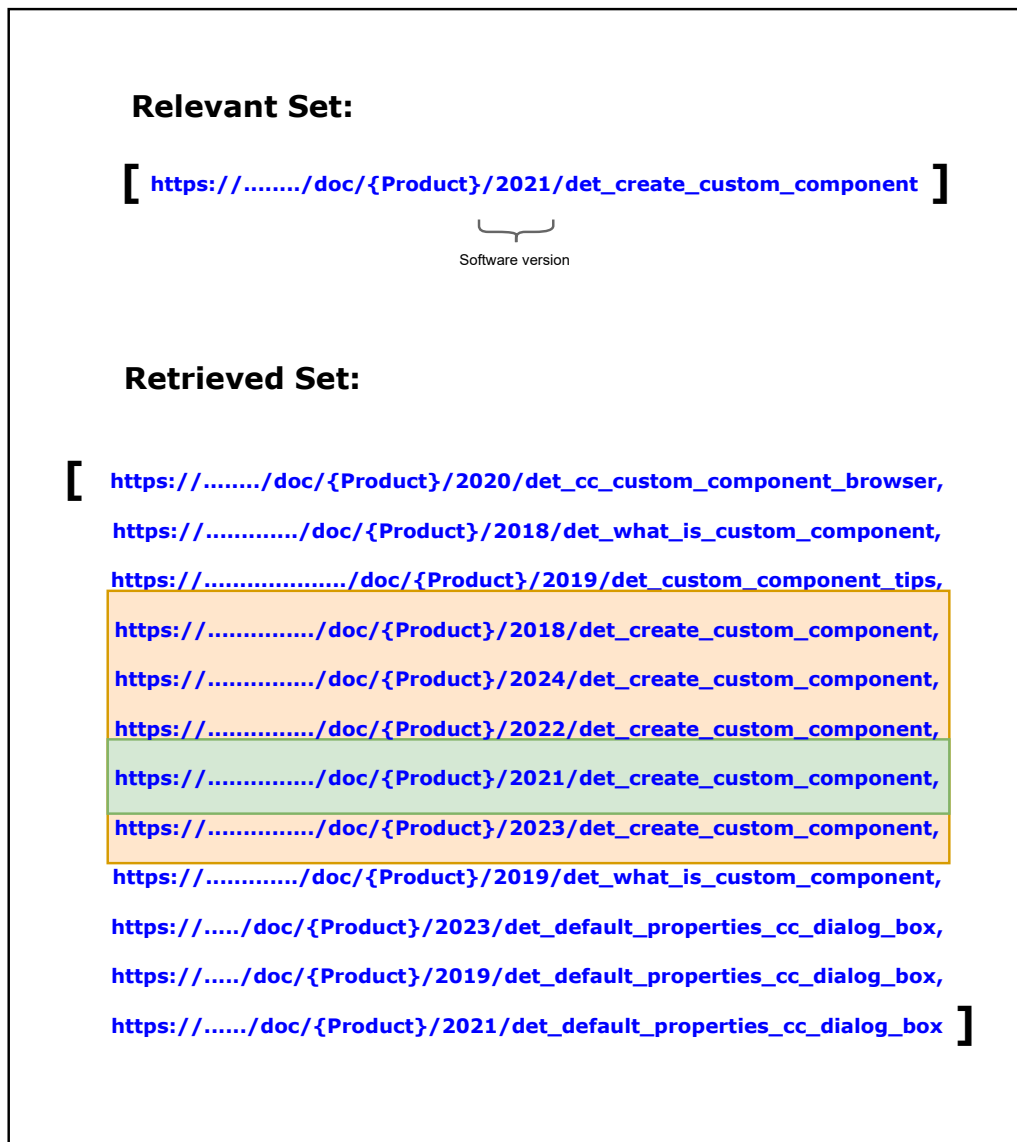 Relevant Set:
[ https://......../doc/{Product}/2021/det_create_custom_component ]
Software version
Retrieved Set:
[ https://......../doc/{Product}/2020/det_cc_custom_component_browser,
https://............./doc/{Product}/2018/det_what_is_custom_component,
https://..................../doc/{Product}/2019/det_custom_component_tips,
https://.............../doc/{Product}/2018/det_create_custom_component,
https://.............../doc/{Product}/2024/det_create_custom_component,
https://.............../doc/{Product}/2022/det_create_custom_component,
https://.............../doc/{Product}/2021/det_create_custom_component,
https://.............../doc/{Product}/2023/det_create_custom_component,
https://............./doc/{Product}/2019/det_what_is_custom_component,
https://...../doc/{Product}/2023/det_default_properties_cc_dialog_box,
https://...../doc/{Product}/2019/det_default_properties_cc_dialog_box,
https://....../doc/{Product}/2021/det_default_properties_cc_dialog_box ]